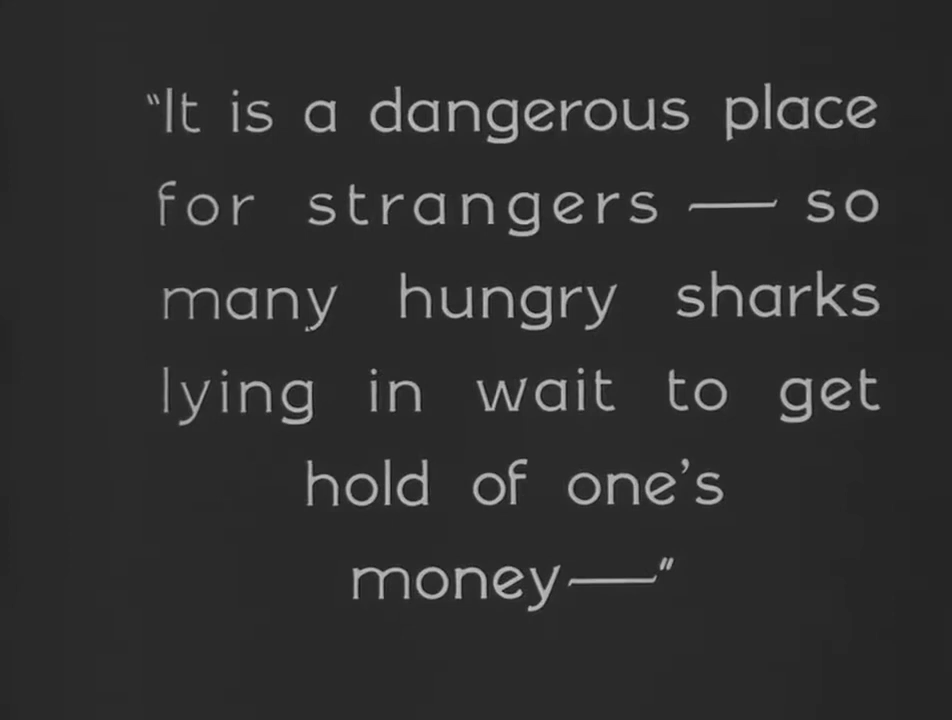 "It is a dangerous place
for strangers — so
many hungry sharks
lying in wait to get
hold of one's
money—"